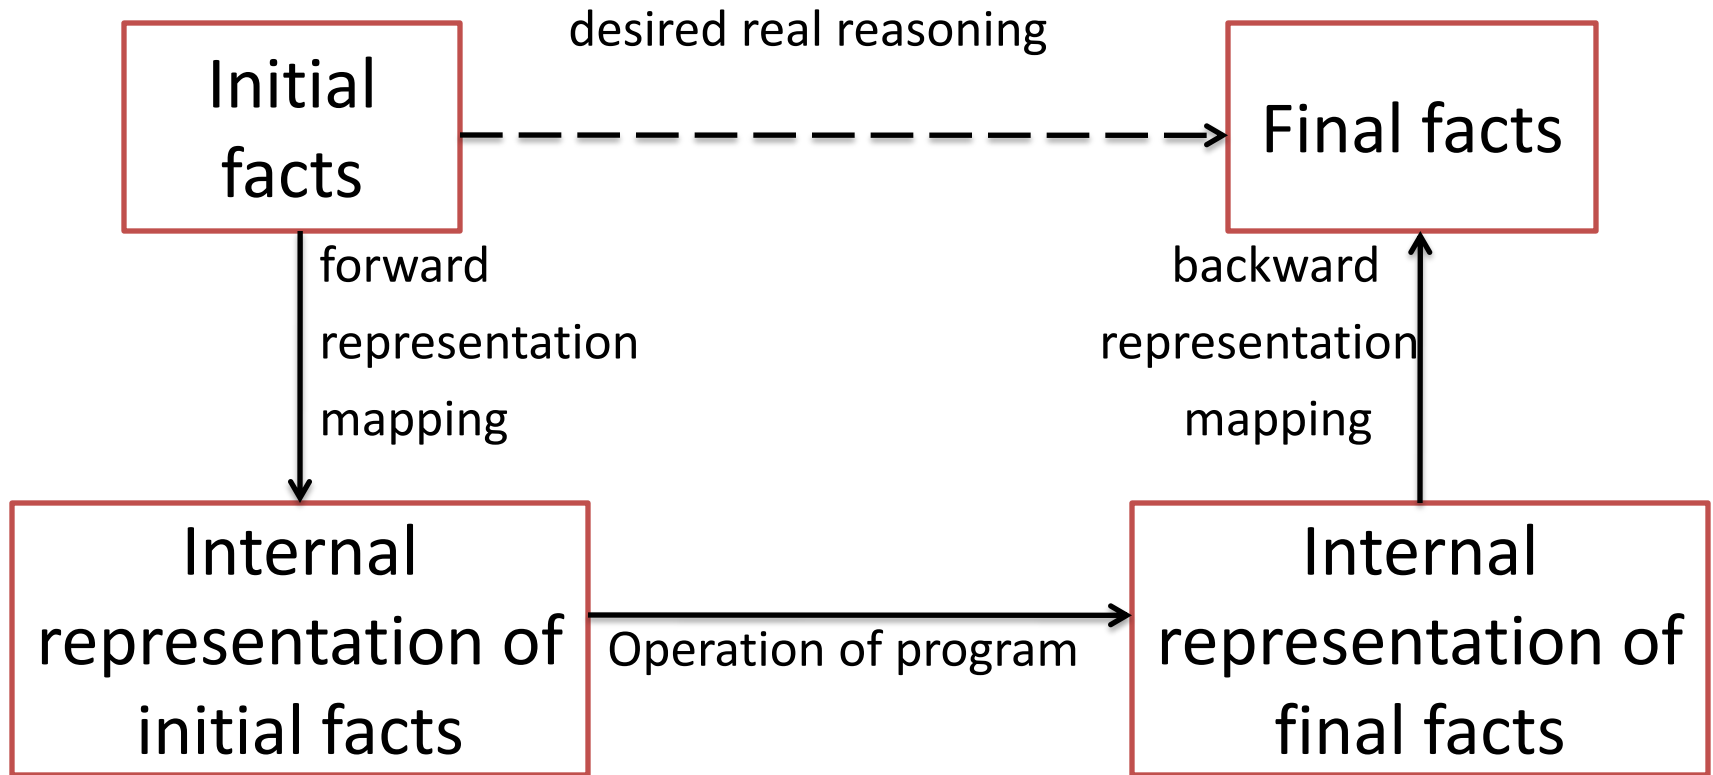 desired real reasoning
Initial
facts
Final facts
forward
representation
mapping
backward
representation
mapping
Internal
representation of
initial facts
Operation of program
Internal
representation of
final facts